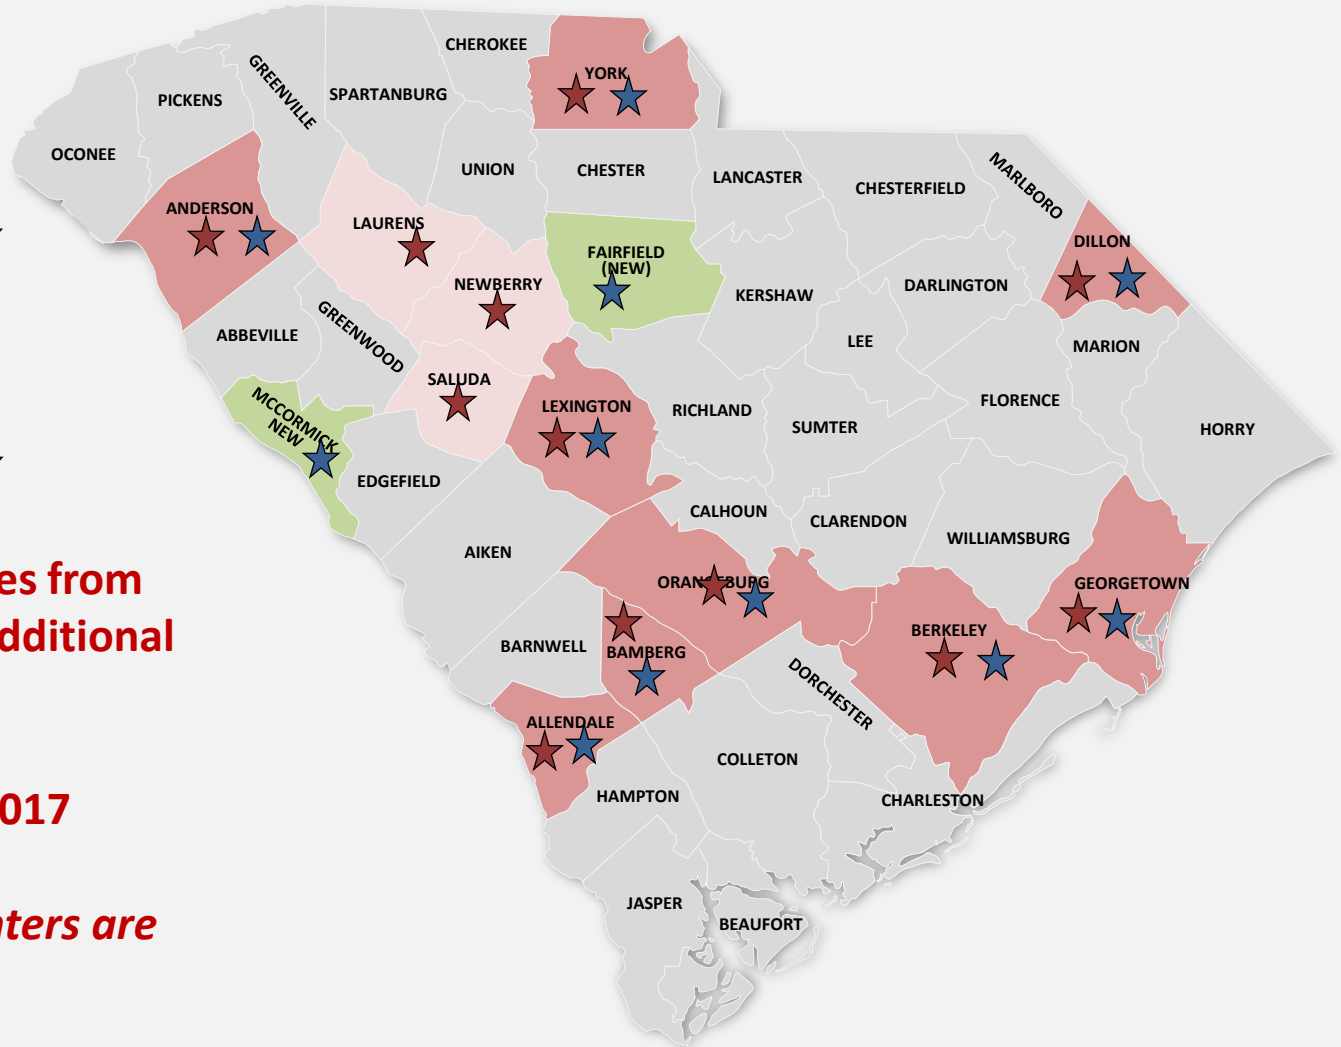 CHEROKEE
YORK
GREENVILLE
SPARTANBURG
PICKENS
OCONEE
UNION
CHESTER
LANCASTER
CHESTERFIELD
MARLBORO
ANDERSON
LAURENS
FAIRFIELD
(NEW)
DILLON
NEWBERRY
KERSHAW
DARLINGTON
ABBEVILLE
GREENWOOD
LEE
MARION
SALUDA
LEXINGTON
RICHLAND
SUMTER
FLORENCE
HORRY
MCCORMICK
NEW
EDGEFIELD
CALHOUN
CLARENDON
WILLIAMSBURG
AIKEN
ORANGEBURG
GEORGETOWN
BARNWELL
BAMBERG
BERKELEY
DORCHESTER
ALLENDALE
COLLETON
HAMPTON
CHARLESTON
JASPER
BEAUFORT
es from
dditional
017
nters are